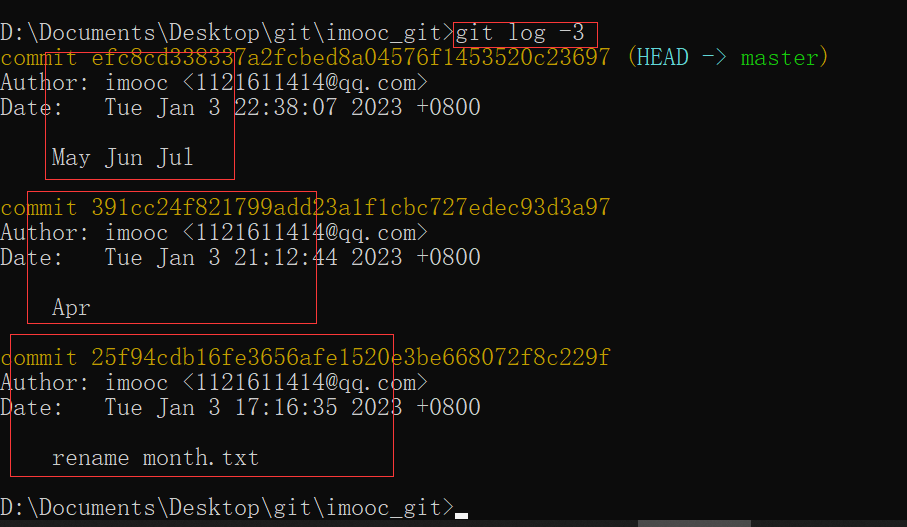 D:\Documents\Desktop\git\imooc_git>git log -3
commit efc8cd338337a2fcbed8a04576f1453520c23697 (HEAD -> master)
Author: imooc <1121611414@qq.com>
Date:   Tue Jan 3 22:38:07 2023 +0800
May Jun Jul
commit 391cc24f821799add23a1f1cbc727edec93d3a97
Author: imooc <1121611414@qq.com>
Date:   Tue Jan 3 21:12:44 2023 +0800
Apr
commit 25f94cdb16fe3656afe1520e3be668072f8c229f
Author: imooc <1121611414@qq.com>
Date:   Tue Jan 3 17:16:35 2023 +0800
rename month.txt
D:\Documents\Desktop\git\imooc_git>